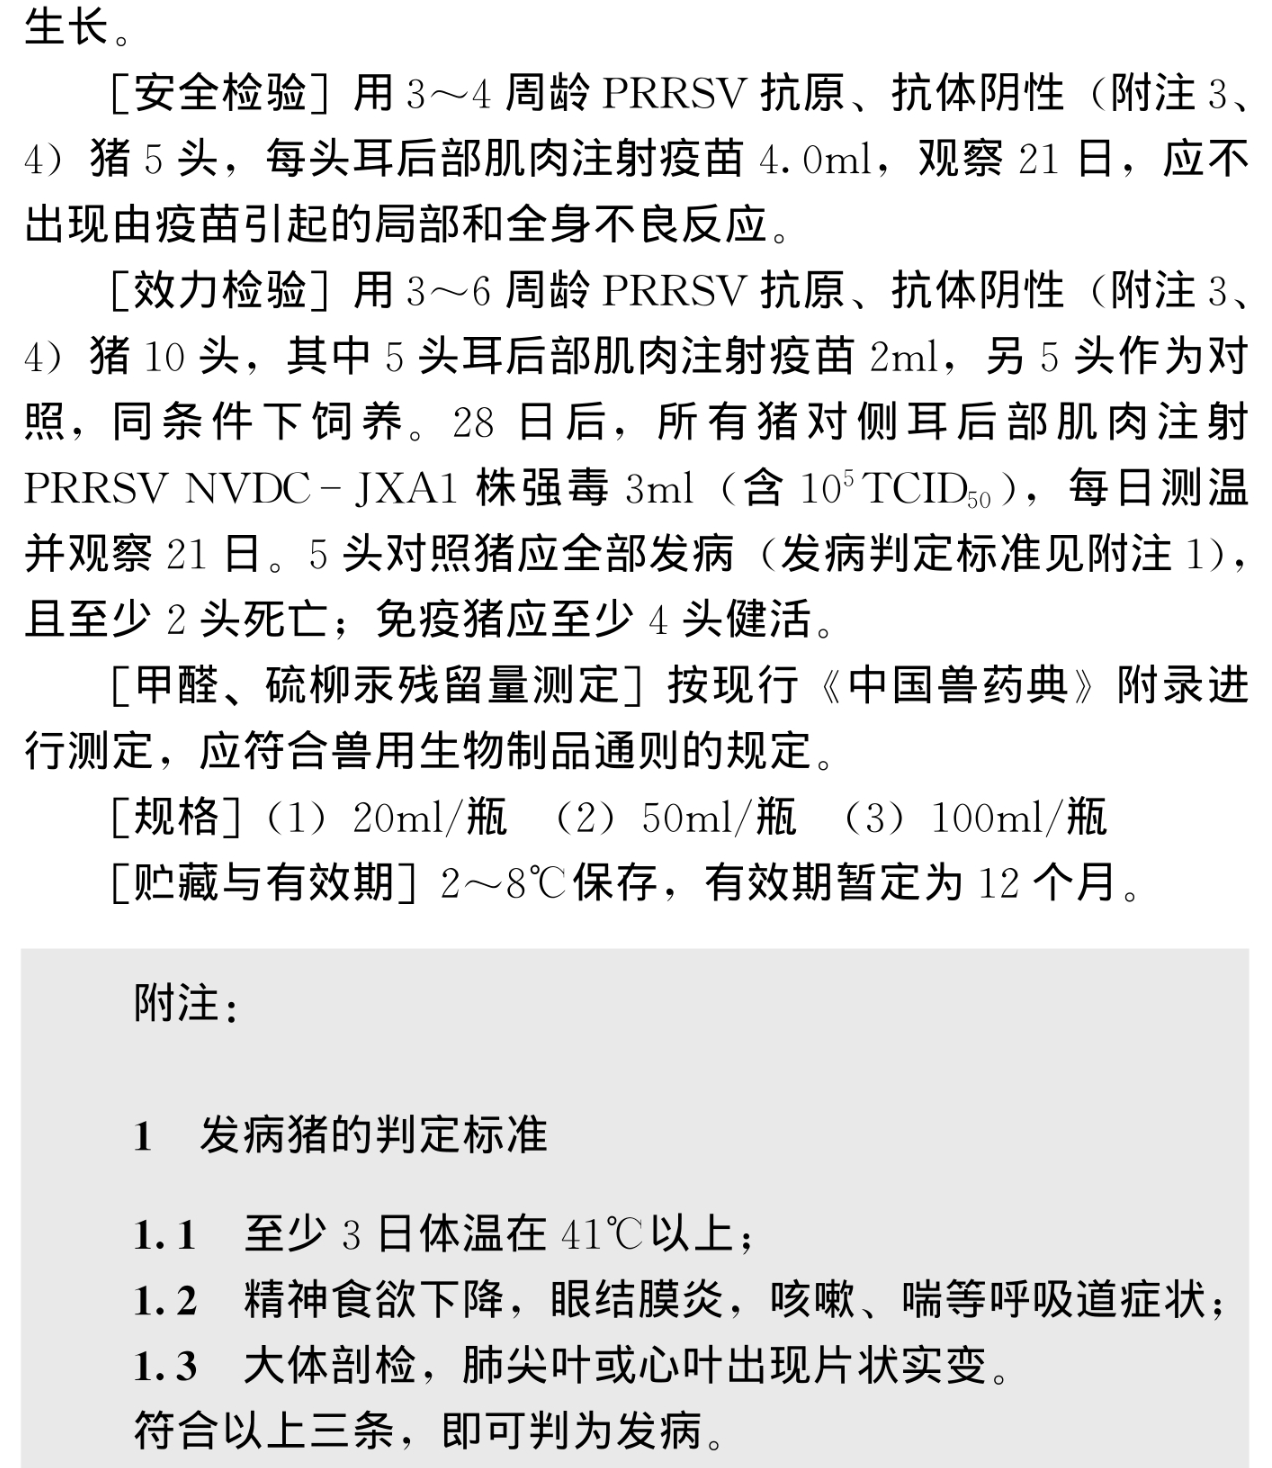 生长。
［安全检验］用 3～4 周龄 PRRSV 抗原、抗体阴性（附注 3、
4）猪 5 头，每头耳后部肌肉注射疫苗 4.0ml，观察 21 日，应不
出现由疫苗引起的局部和全身不良反应。
［效力检验］用 3～6 周龄 PRRSV 抗原、抗体阴性（附注 3、
4）猪 10 头，其中 5 头耳后部肌肉注射疫苗 2ml，另 5 头作为对
照，同条件下饲养。28 日后，所有猪对侧耳后部肌肉注射
PRRSV NVDC－JXA1 株强毒 3ml（含 10⁵TCID₅₀），每日测温
并观察 21 日。5 头对照猪应全部发病（发病判定标准见附注 1），
且至少 2 头死亡；免疫猪应至少 4 头健活。
［甲醛、硫柳汞残留量测定］按现行《中国兽药典》附录进
行测定，应符合兽用生物制品通则的规定。
［规格］（1）20ml/瓶 （2）50ml/瓶 （3）100ml/瓶
［贮藏与有效期］2～8℃保存，有效期暂定为 12 个月。
附注：
1 发病猪的判定标准
1.1 至少 3 日体温在 41℃以上；
1.2 精神食欲下降，眼结膜炎，咳嗽、喘等呼吸道症状；
1.3 大体剖检，肺尖叶或心叶出现片状实变。
符合以上三条，即可判为发病。